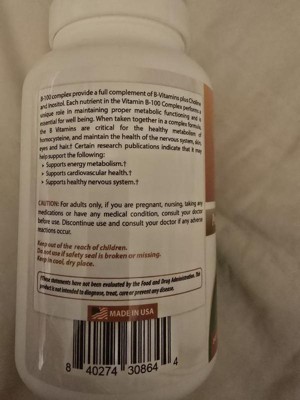 B-100 complex provide a full complement of B-Vitamins plus Choline
and Inositol. Each nutrient in the Vitamin B-100 Complex performs a
unique role in maintaining proper metabolic functioning and is
essential for well being. When taken together in a complex formula,
the B Vitamins are critical for the healthy metabolism of
homocysteine, and maintain the health of the nervous system, skin,
eyes and hair.† Certain research publications indicate that it may
help support the following:
• Supports energy metabolism.†
• Supports cardiovascular health.†
• Supports healthy nervous system.†
CAUTION: For adults only, if you are pregnant, nursing, taking any
medications or have any medical condition, consult your doctor
before use. Discontinue use and consult your doctor if any adverse
reactions occur.
Keep out of the reach of children.
Do not use if safety seal is broken or missing.
Keep in cool, dry place.
†These statements have not been evaluated by the Food and Drug Administration. This
product is not intended to diagnose, treat, cure or prevent any disease.
MADE IN USA
8 40274 30864 4